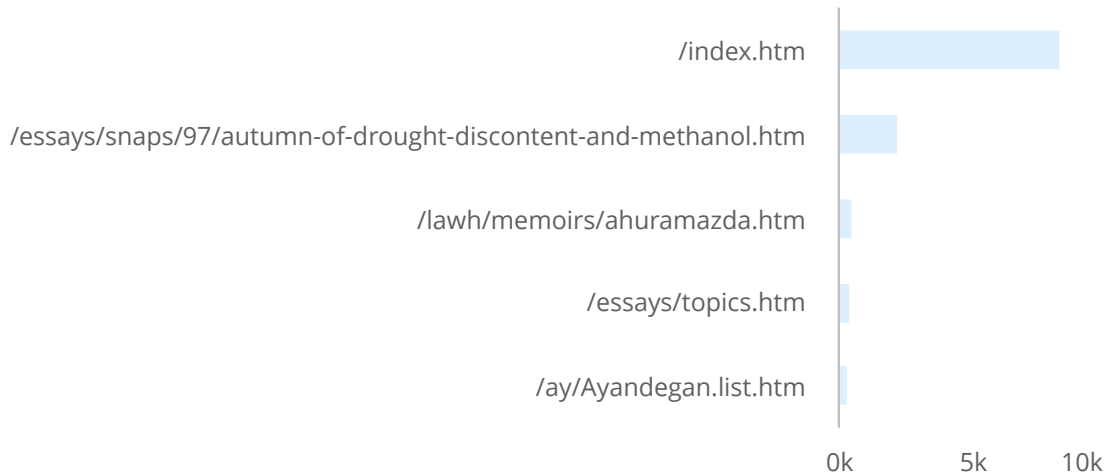 /index.htm
/essays/snaps/97/autumn-of-drought-discontent-and-methanol.htm
/lawh/memoirs/ahuramazda.htm
/essays/topics.htm
/ay/Ayandegan.list.htm
0k 5k 10k